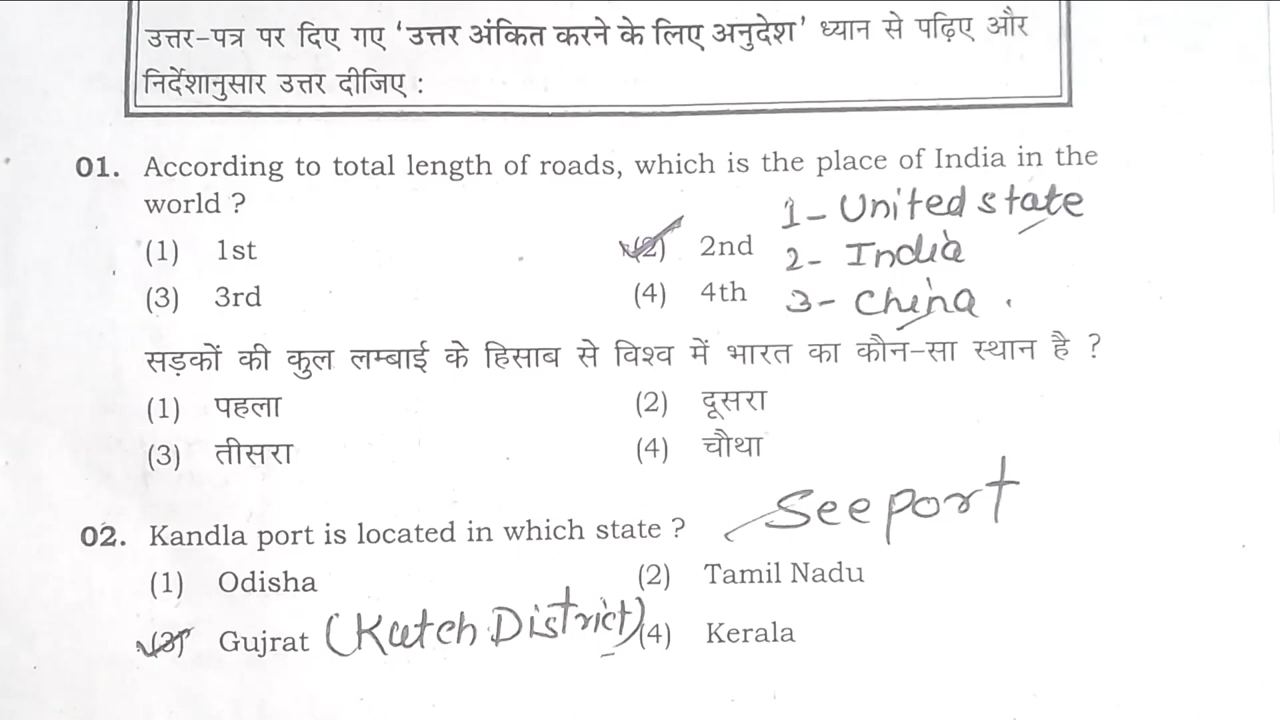 उत्तर-पत्र पर दिए गए 'उत्तर अंकित करने के लिए अनुदेश' ध्यान से पढ़िए और
निर्देशानुसार उत्तर दीजिए :
01. According to total length of roads, which is the place of India in the
world ?
1- United state
(1) 1st (2) 2nd
2- India
(3) 3rd (4) 4th
3- China
सड़कों की कुल लम्बाई के हिसाब से विश्व में भारत का कौन-सा स्थान है ?
(1) पहला (2) दूसरा
(3) तीसरा (4) चौथा
See port
02. Kandla port is located in which state ?
(1) Odisha (2) Tamil Nadu
(3) Gujrat (Kutch District) (4) Kerala